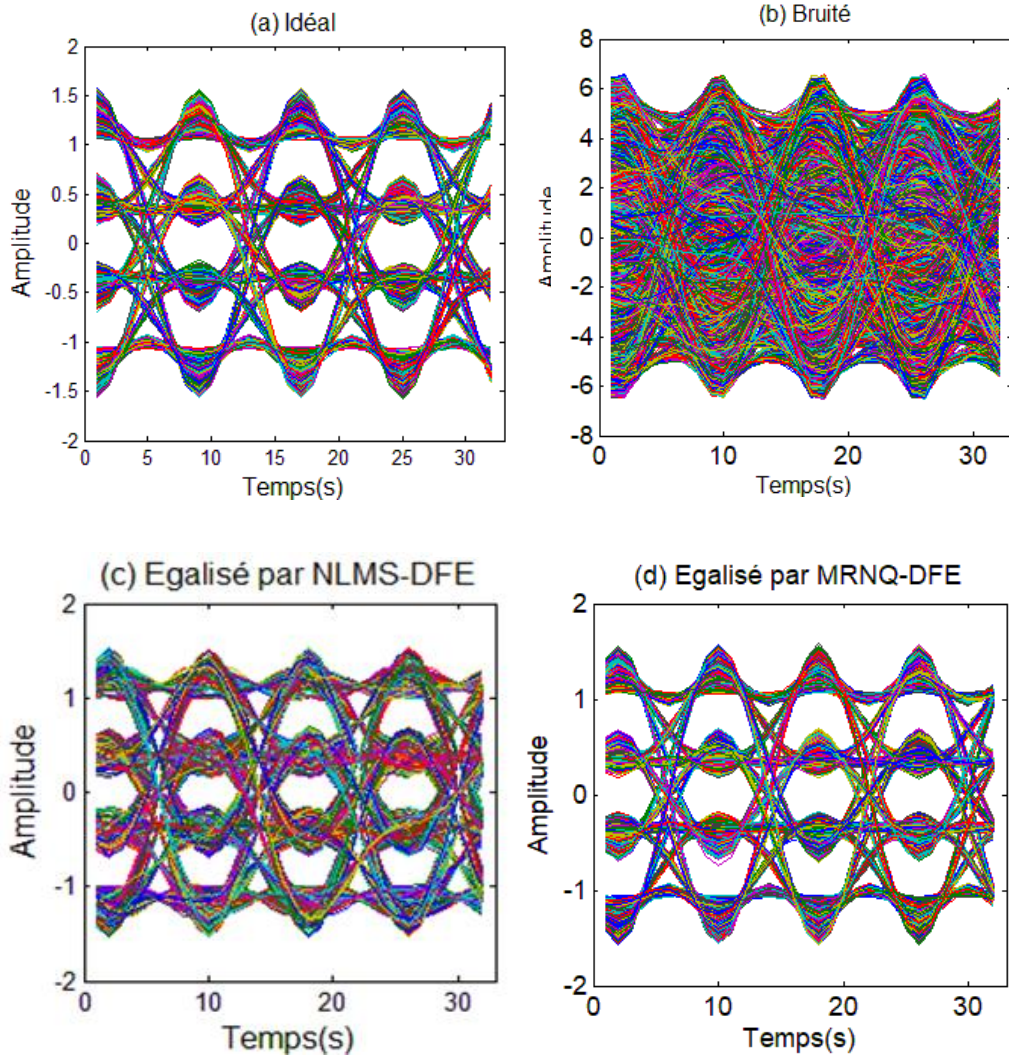 (a) Idéal
2
1.5
1
0.5
0
-0.5
-1
-1.5
-2
0 5 10 15 20 25 30
Amplitude
Temps(s)
(b) Bruité
8
6
4
2
0
-2
-4
-6
-8
0 10 20 30
Amplitude
Temps(s)
(c) Egalisé par NLMS-DFE
2
1
0
-1
-2
0 10 20 30
Amplitude
Temps(s)
(d) Egalisé par MRNQ-DFE
2
1
0
-1
-2
0 10 20 30
Amplitude
Temps(s)